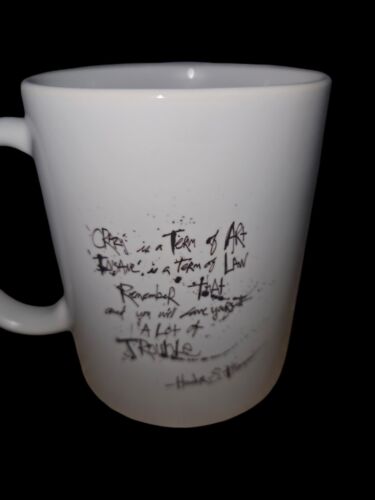 'CRAZY' is a TERM of ART
INSANE, is a TERM of LAW
Remember THAT
and you will save yourself
A LOT of
TROUBLE
—Hunter S.